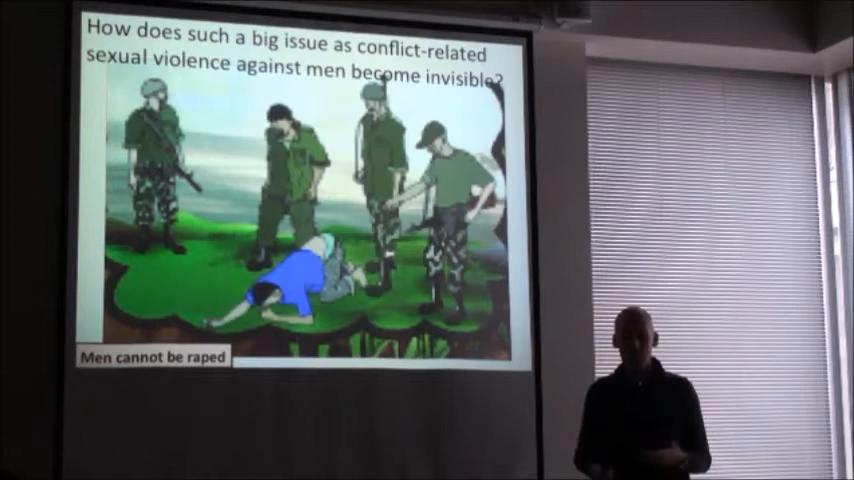 How does such a big issue as conflict-related
sexual violence against men become invisible?
Men cannot be raped